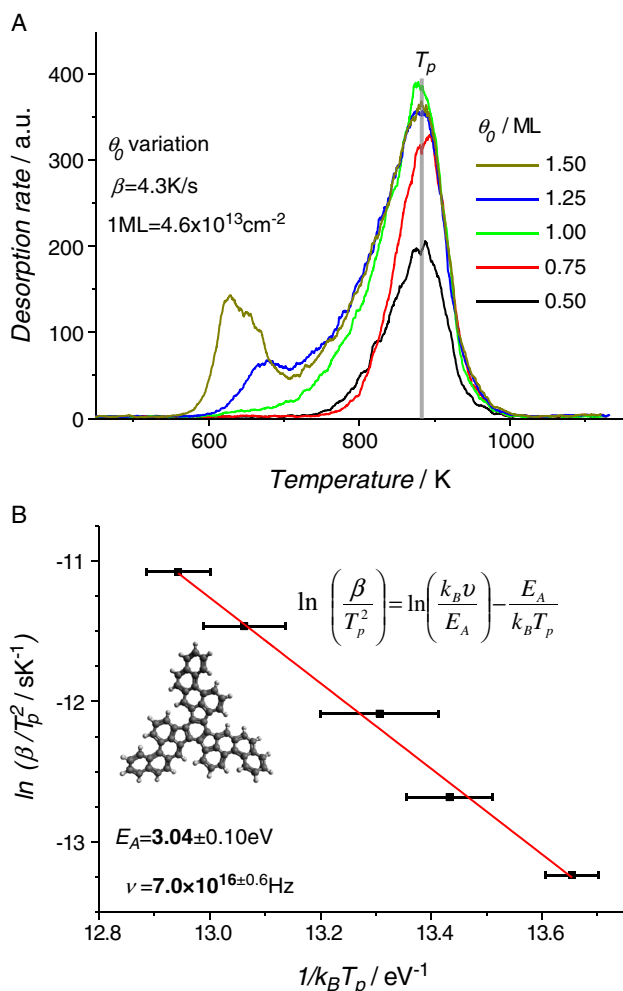 A
T_p
400
300
200
100
0
Desorption rate / a.u.
θ_0 variation
β=4.3K/s
1ML=4.6x10^13cm^-2
θ_0 / ML
1.50
1.25
1.00
0.75
0.50
600 800 1000
Temperature / K
B
-11
-12
-13
ln (β/T_p^2 / sK^-1)
ln (β/T_p^2) = ln(k_Bυ/E_A) − E_A/k_BT_p
E_A=3.04±0.10eV
ν=7.0×10^16±0.6Hz
12.8 13.0 13.2 13.4 13.6
1/k_BT_p / eV^-1